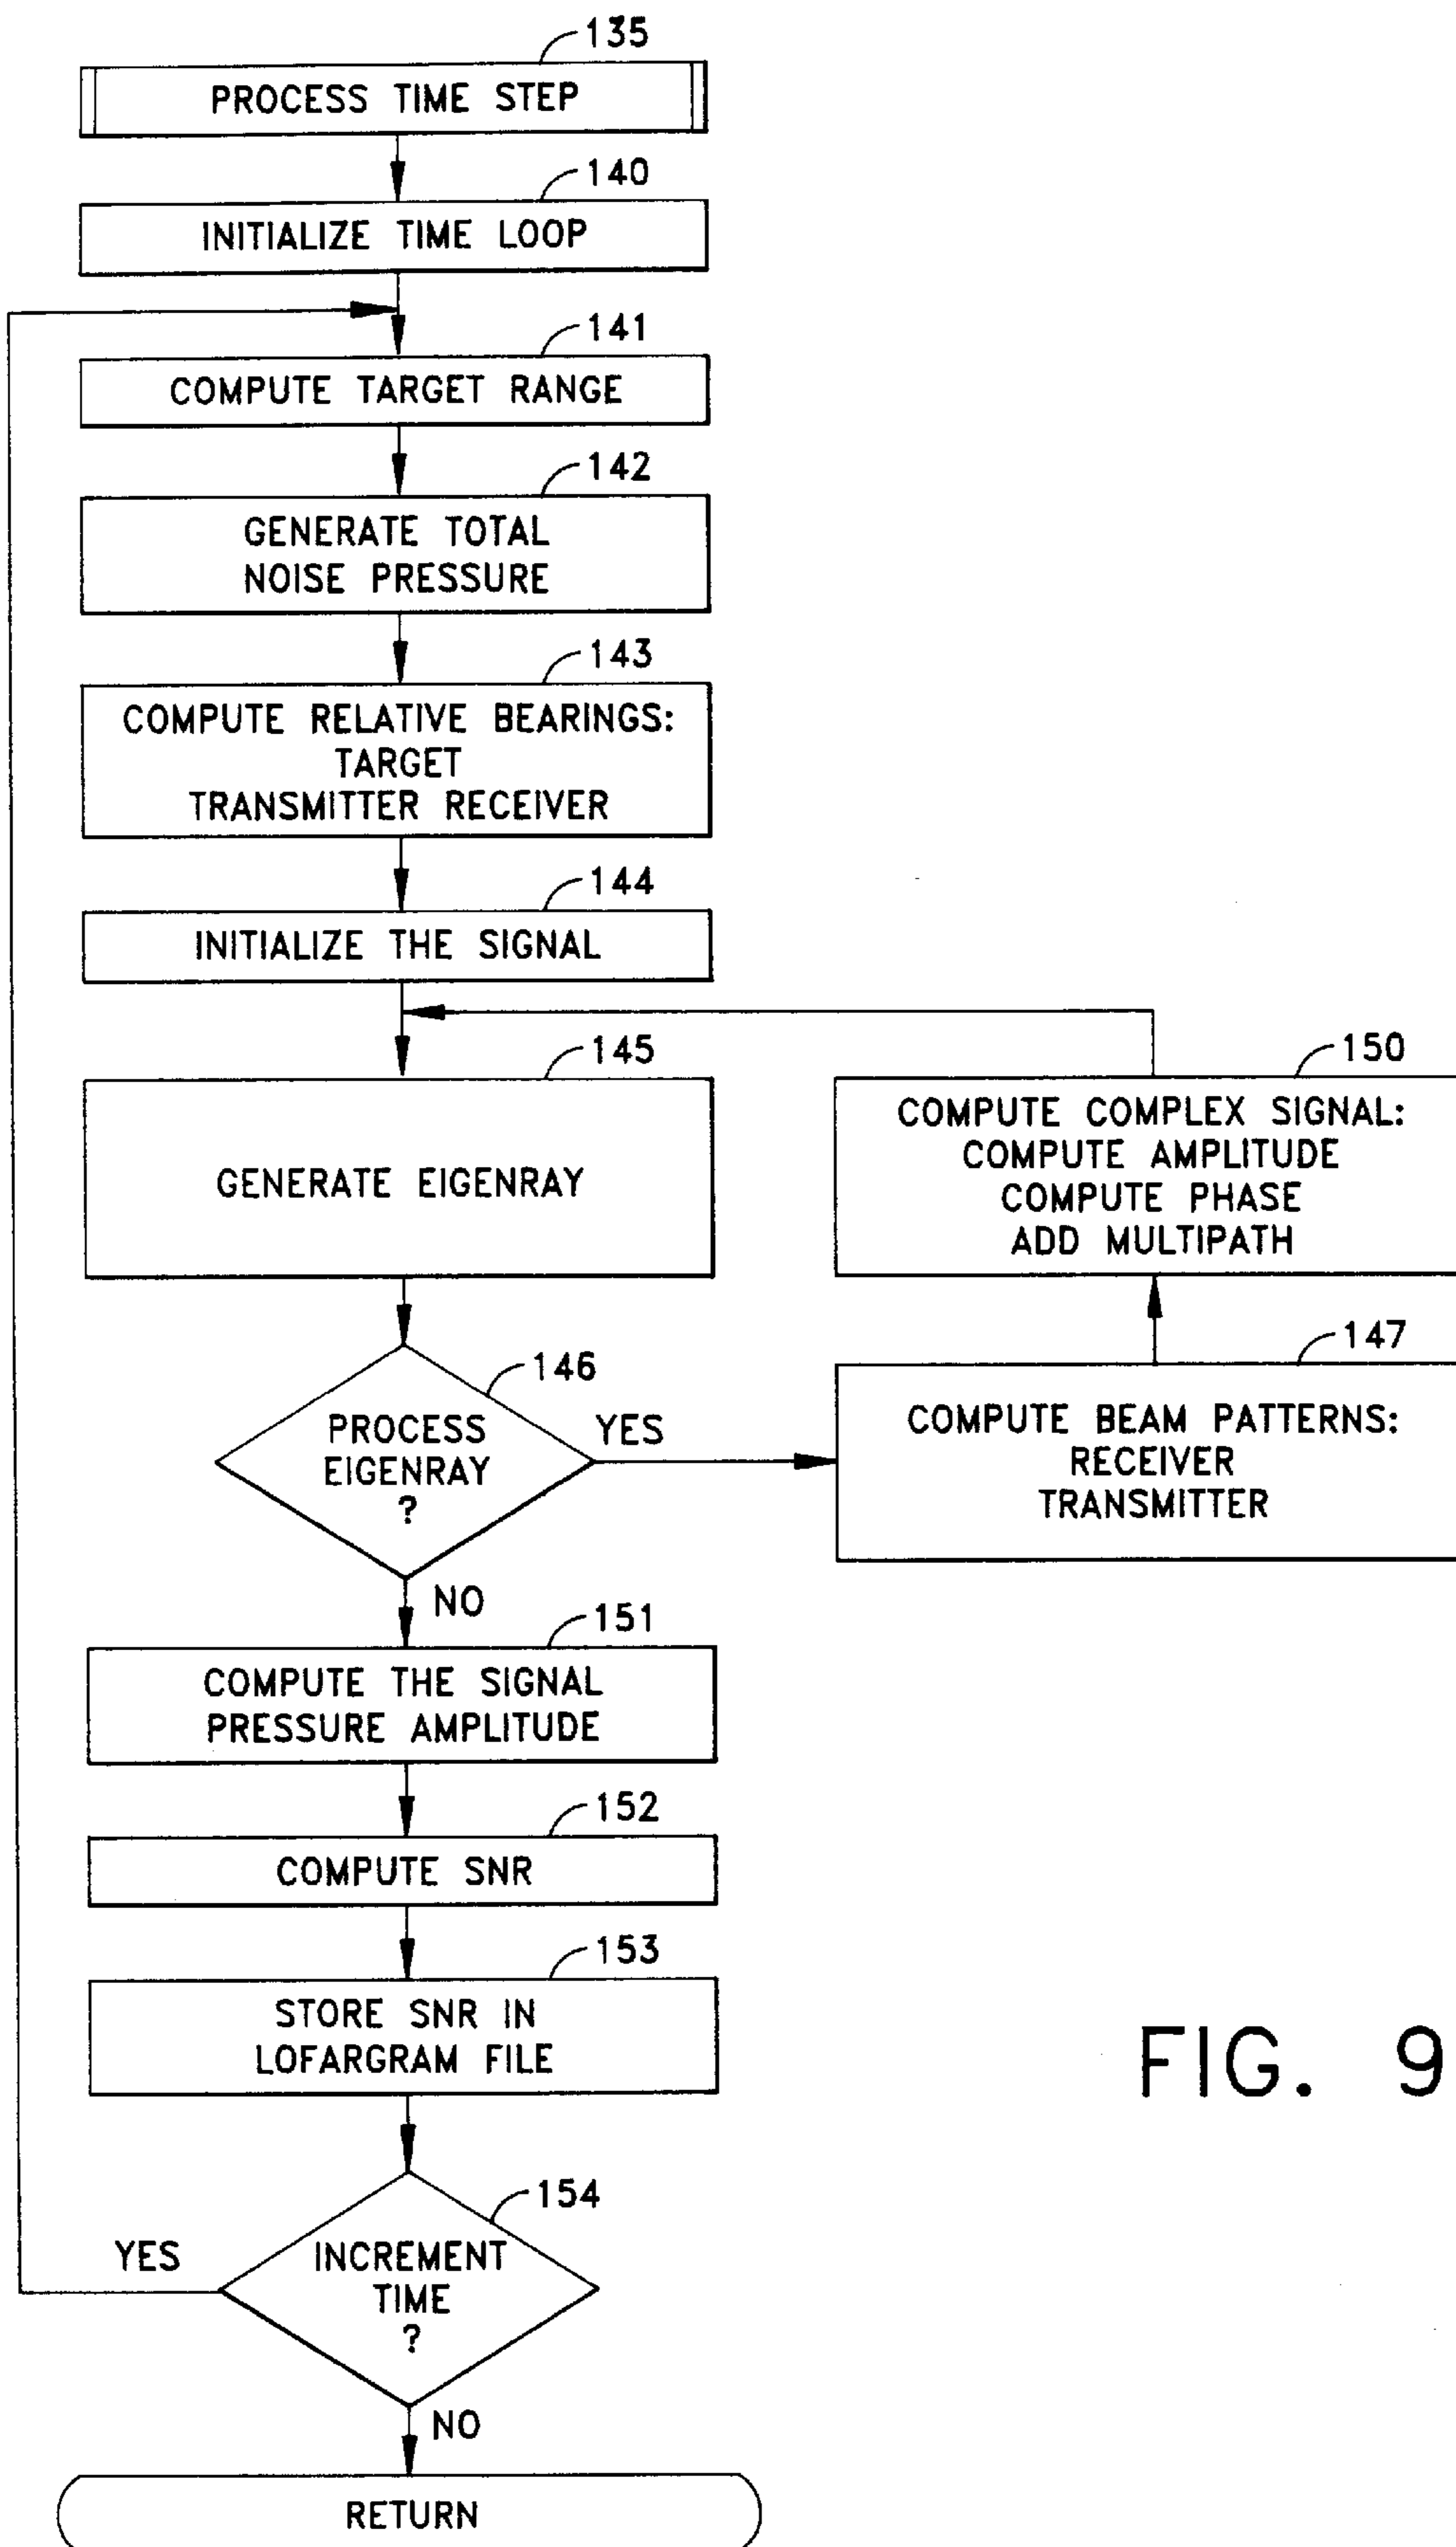 135
PROCESS TIME STEP
140
INITIALIZE TIME LOOP
141
COMPUTE TARGET RANGE
142
GENERATE TOTAL
NOISE PRESSURE
143
COMPUTE RELATIVE BEARINGS:
TARGET
TRANSMITTER RECEIVER
144
INITIALIZE THE SIGNAL
145
GENERATE EIGENRAY
150
COMPUTE COMPLEX SIGNAL:
COMPUTE AMPLITUDE
COMPUTE PHASE
ADD MULTIPATH
146
PROCESS
EIGENRAY
?
YES
147
COMPUTE BEAM PATTERNS:
RECEIVER
TRANSMITTER
NO
151
COMPUTE THE SIGNAL
PRESSURE AMPLITUDE
152
COMPUTE SNR
153
STORE SNR IN
LOFARGRAM FILE
154
INCREMENT
TIME
?
YES
NO
RETURN
FIG. 9